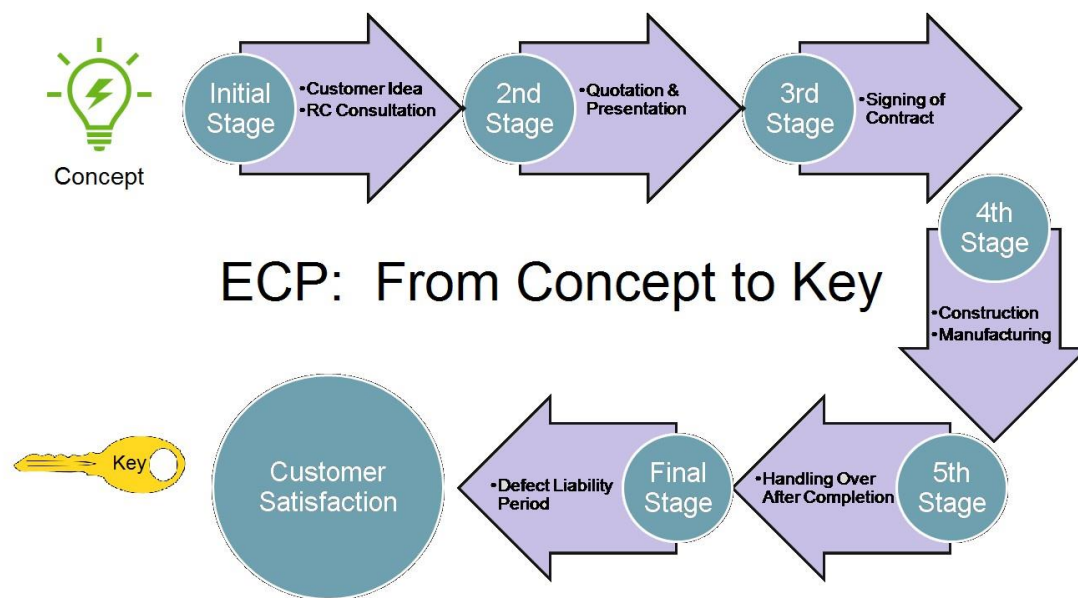 Concept
Initial
Stage
•Customer Idea
•RC Consultation
2nd
Stage
•Quotation &
Presentation
3rd
Stage
•Signing of
Contract
4th
Stage
•Construction
•Manufacturing
ECP: From Concept to Key
5th
Stage
•Handling Over
After Completion
Final
Stage
•Defect Liability
Period
Customer
Satisfaction
Key